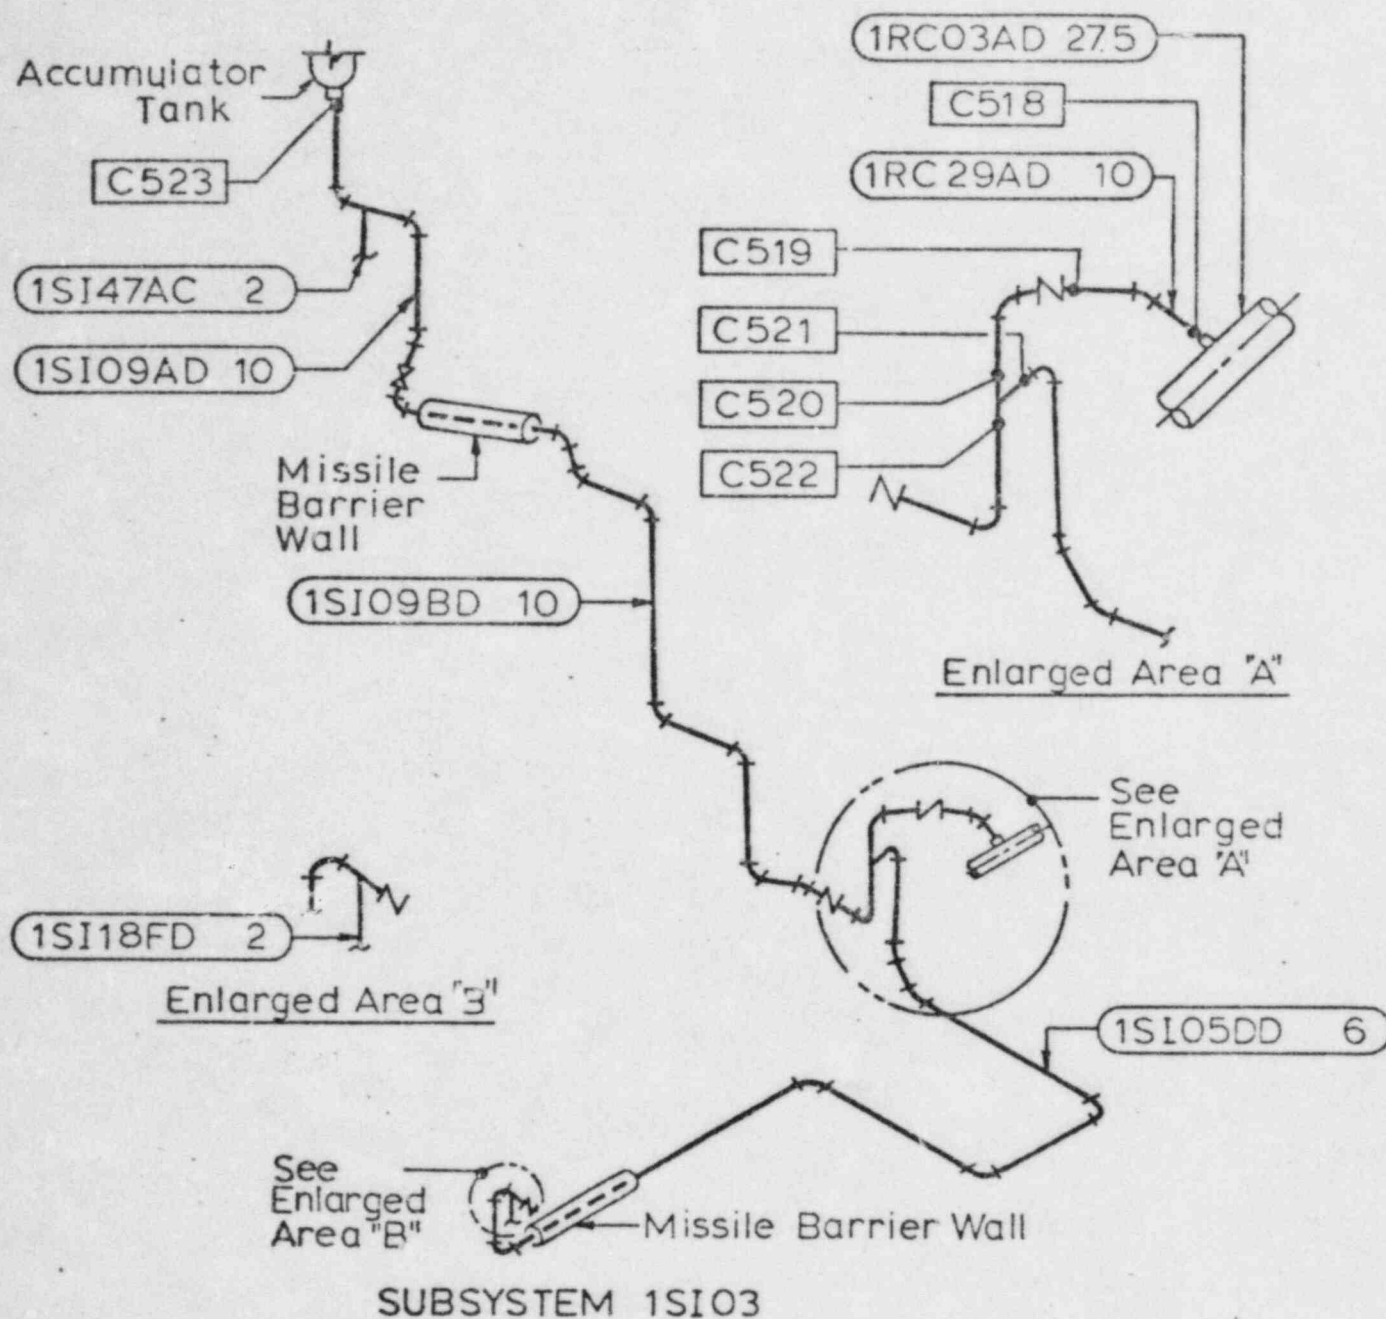 Accumulator
Tank
C523
1SI47AC 2
1SI09AD 10
Missile
Barrier
Wall
1SI09BD 10
1RC03AD 27.5
C518
1RC29AD 10
C519
C521
C520
C522
Enlarged Area "A"
See
Enlarged
Area "A"
1SI18FD 2
Enlarged Area "B"
1SI05DD 6
See
Enlarged
Area "B"
Missile Barrier Wall
SUBSYSTEM 1SI03